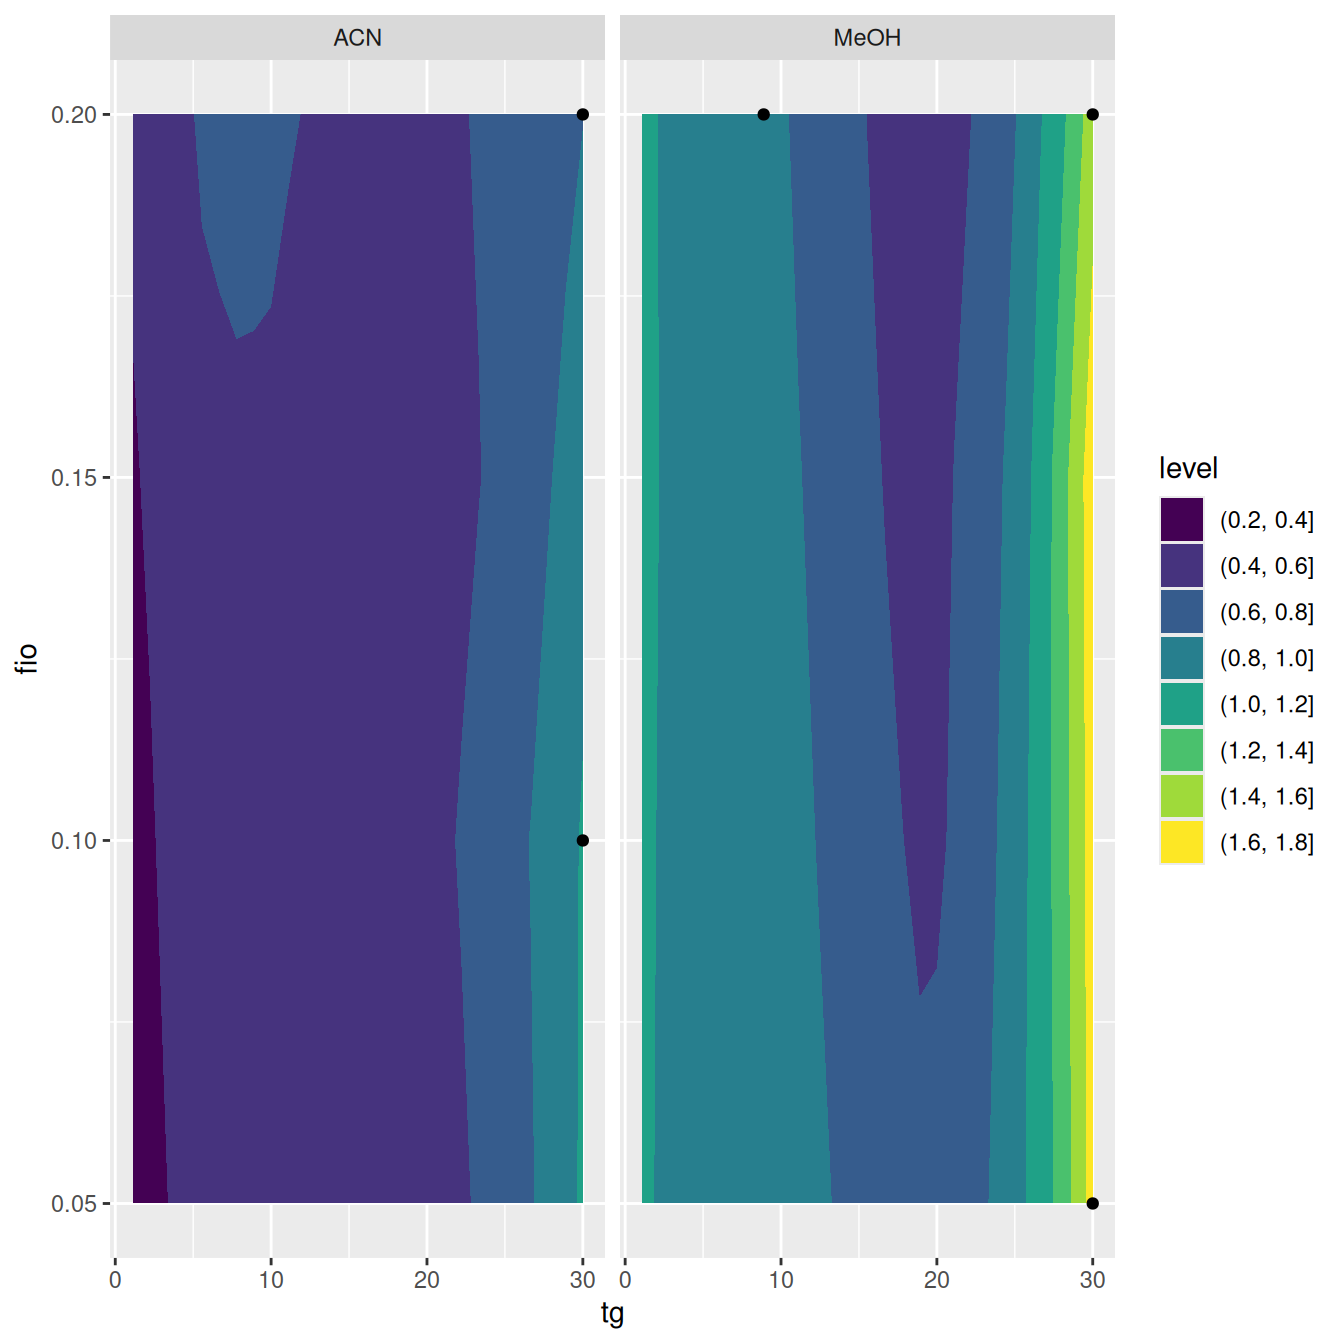 ACN MeOH
0.20
0.15
0.10
0.05
fio
0 10 20 30 0 10 20 30
tg
level
(0.2, 0.4]
(0.4, 0.6]
(0.6, 0.8]
(0.8, 1.0]
(1.0, 1.2]
(1.2, 1.4]
(1.4, 1.6]
(1.6, 1.8]